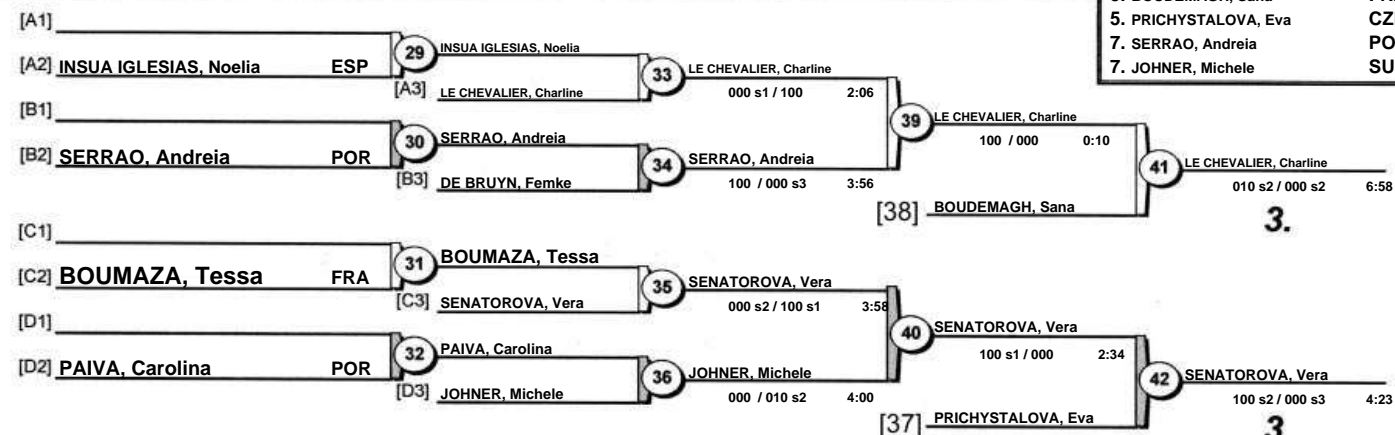 5. PRICHYSTALOVA, Eva
7. SERRAO, Andreia PO
7. JOHNER, Michele SU
[A1]
[A2] INSUA IGLESIAS, Noelia ESP
29
INSUA IGLESIAS, Noelia
[A3] LE CHEVALIER, Charline
33
LE CHEVALIER, Charline
000 s1 / 100 2:06
[B1]
[B2] SERRAO, Andreia POR
30
SERRAO, Andreia
[B3] DE BRUYN, Femke
34
SERRAO, Andreia
100 / 000 s3 3:56
39
LE CHEVALIER, Charline
100 / 000 0:10
[38] BOUDEMAGH, Sana
41
LE CHEVALIER, Charline
010 s2 / 000 s2 6:58
3.
[C1]
[C2] BOUMAZA, Tessa FRA
31
BOUMAZA, Tessa
[C3] SENATOROVA, Vera
35
SENATOROVA, Vera
000 s2 / 100 s1 3:58
[D1]
[D2] PAIVA, Carolina POR
32
PAIVA, Carolina
[D3] JOHNER, Michele
36
JOHNER, Michele
000 / 010 s2 4:00
40
SENATOROVA, Vera
100 s1 / 000 2:34
[37] PRICHYSTALOVA, Eva
42
SENATOROVA, Vera
100 s2 / 000 s3 4:23
3